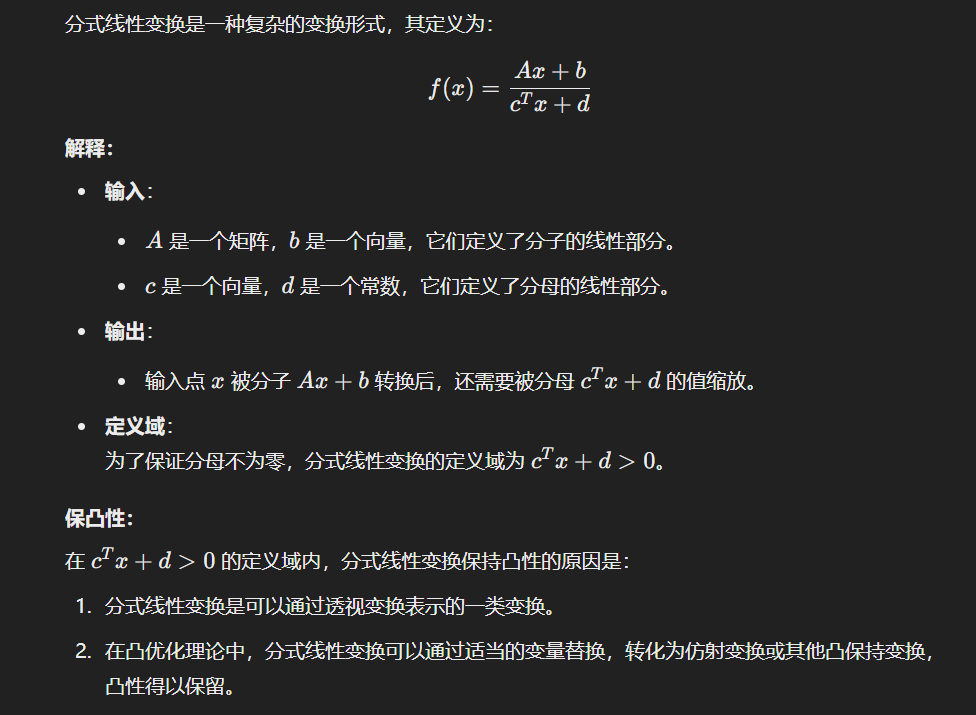 分式线性变换是一种复杂的变换形式，其定义为：
f(x) = \frac{Ax + b}{c^T x + d}
解释：
• 输入：
• A 是一个矩阵，b 是一个向量，它们定义了分子的线性部分。
• c 是一个向量，d 是一个常数，它们定义了分母的线性部分。
• 输出：
• 输入点 x 被分子 Ax + b 转换后，还需要被分母 c^T x + d 的值缩放。
• 定义域：
为了保证分母不为零，分式线性变换的定义域为 c^T x + d > 0。
保凸性：
在 c^T x + d > 0 的定义域内，分式线性变换保持凸性的原因是：
1. 分式线性变换是可以通过透视变换表示的一类变换。
2. 在凸优化理论中，分式线性变换可以通过适当的变量替换，转化为仿射变换或其他凸保持变换，
凸性得以保留。